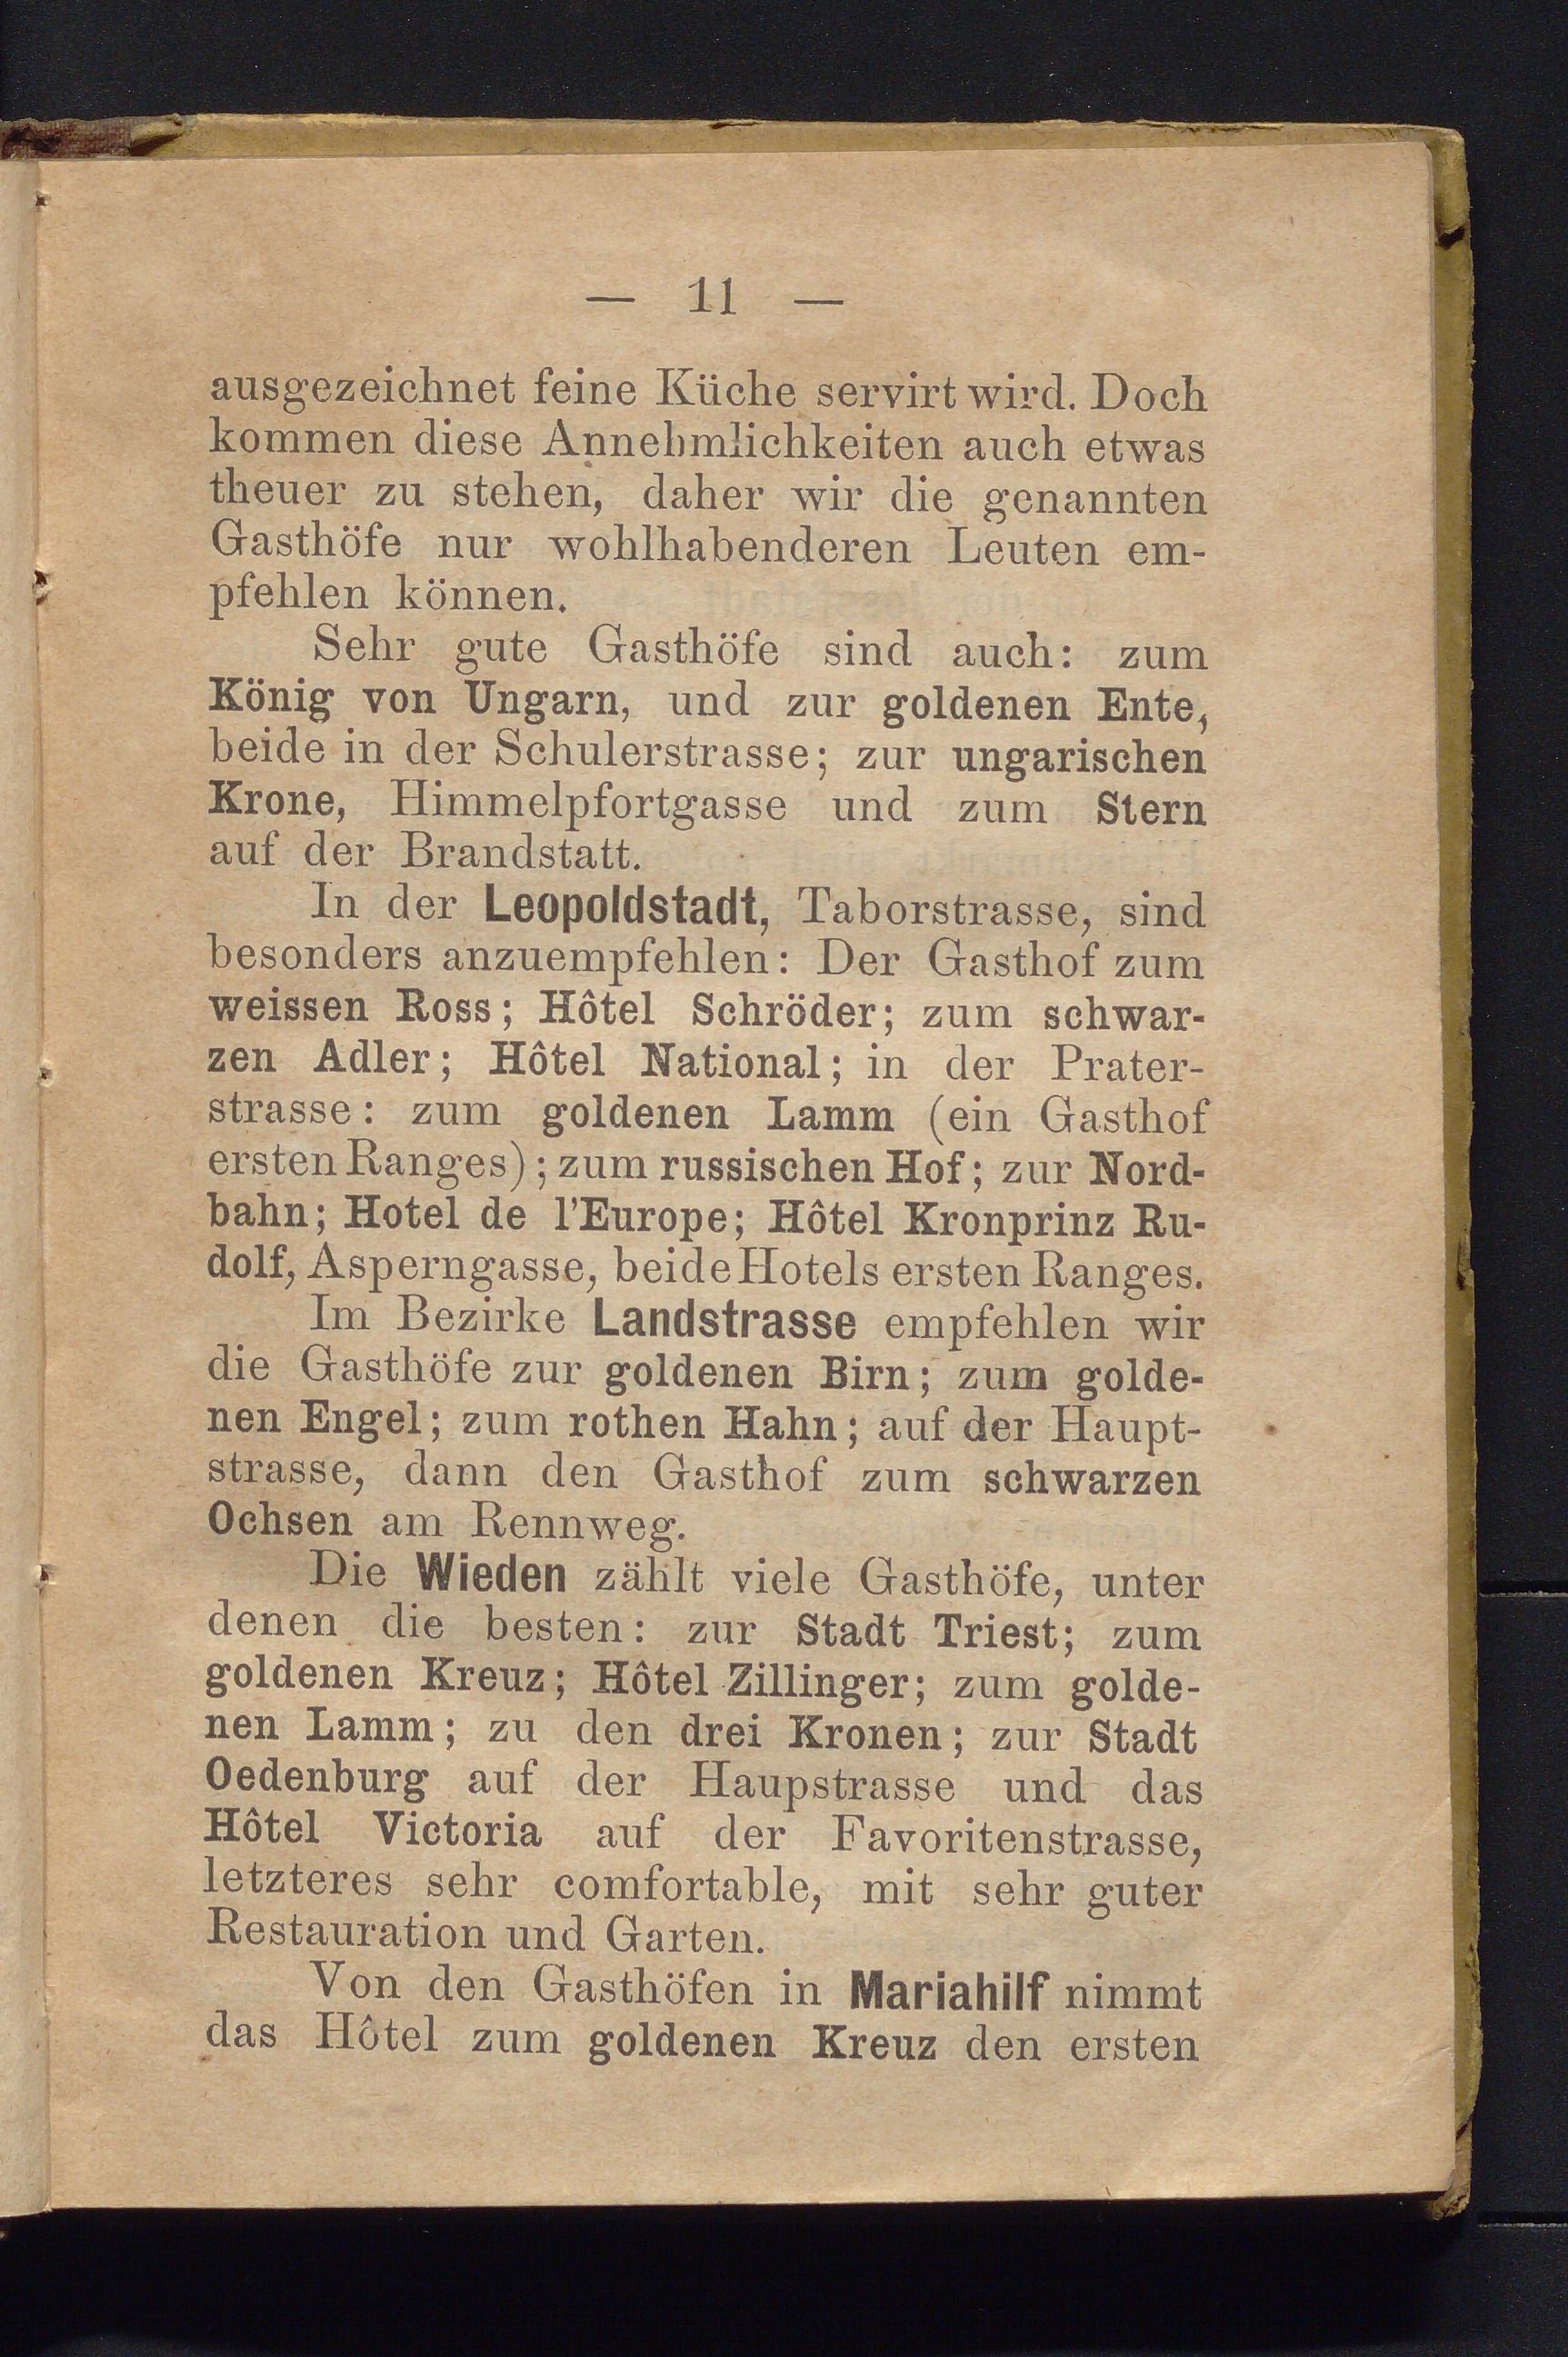 — 11 —
ausgezeichnet feine Küche servirt wird. Doch
kommen diese Annehmlichkeiten auch etwas
theuer zu stehen, daher wir die genannten
Gasthöfe nur wohlhabenderen Leuten em-
pfehlen können.
Sehr gute Gasthöfe sind auch: zum
König von Ungarn, und zur goldenen Ente,
beide in der Schulerstrasse; zur ungarischen
Krone, Himmelpfortgasse und zum Stern
auf der Brandstatt.
In der Leopoldstadt, Taborstrasse, sind
besonders anzuempfehlen: Der Gasthof zum
weissen Ross; Hôtel Schröder; zum schwar-
zen Adler; Hôtel National; in der Prater-
strasse: zum goldenen Lamm (ein Gasthof
ersten Ranges); zum russischen Hof; zur Nord-
bahn; Hotel de l'Europe; Hôtel Kronprinz Ru-
dolf, Asperngasse, beide Hotels ersten Ranges.
Im Bezirke Landstrasse empfehlen wir
die Gasthöfe zur goldenen Birn; zum golde-
nen Engel; zum rothen Hahn; auf der Haupt-
strasse, dann den Gasthof zum schwarzen
Ochsen am Rennweg.
Die Wieden zählt viele Gasthöfe, unter
denen die besten: zur Stadt Triest; zum
goldenen Kreuz; Hôtel Zillinger; zum golde-
nen Lamm; zu den drei Kronen; zur Stadt
Oedenburg auf der Haupstrasse und das
Hôtel Victoria auf der Favoritenstrasse,
letzteres sehr comfortable, mit sehr guter
Restauration und Garten.
Von den Gasthöfen in Mariahilf nimmt
das Hôtel zum goldenen Kreuz den ersten